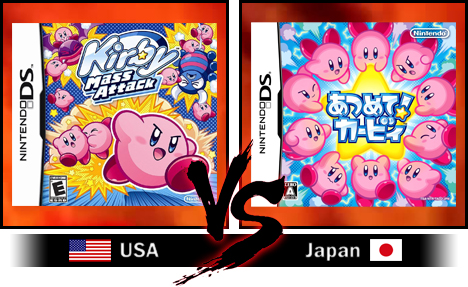 NINTENDO DS
Kirby
Mass
Attack
E
Nintendo
NINTENDO DS
Nintendo
あつめて!
カービィ
A
VS
USA
Japan